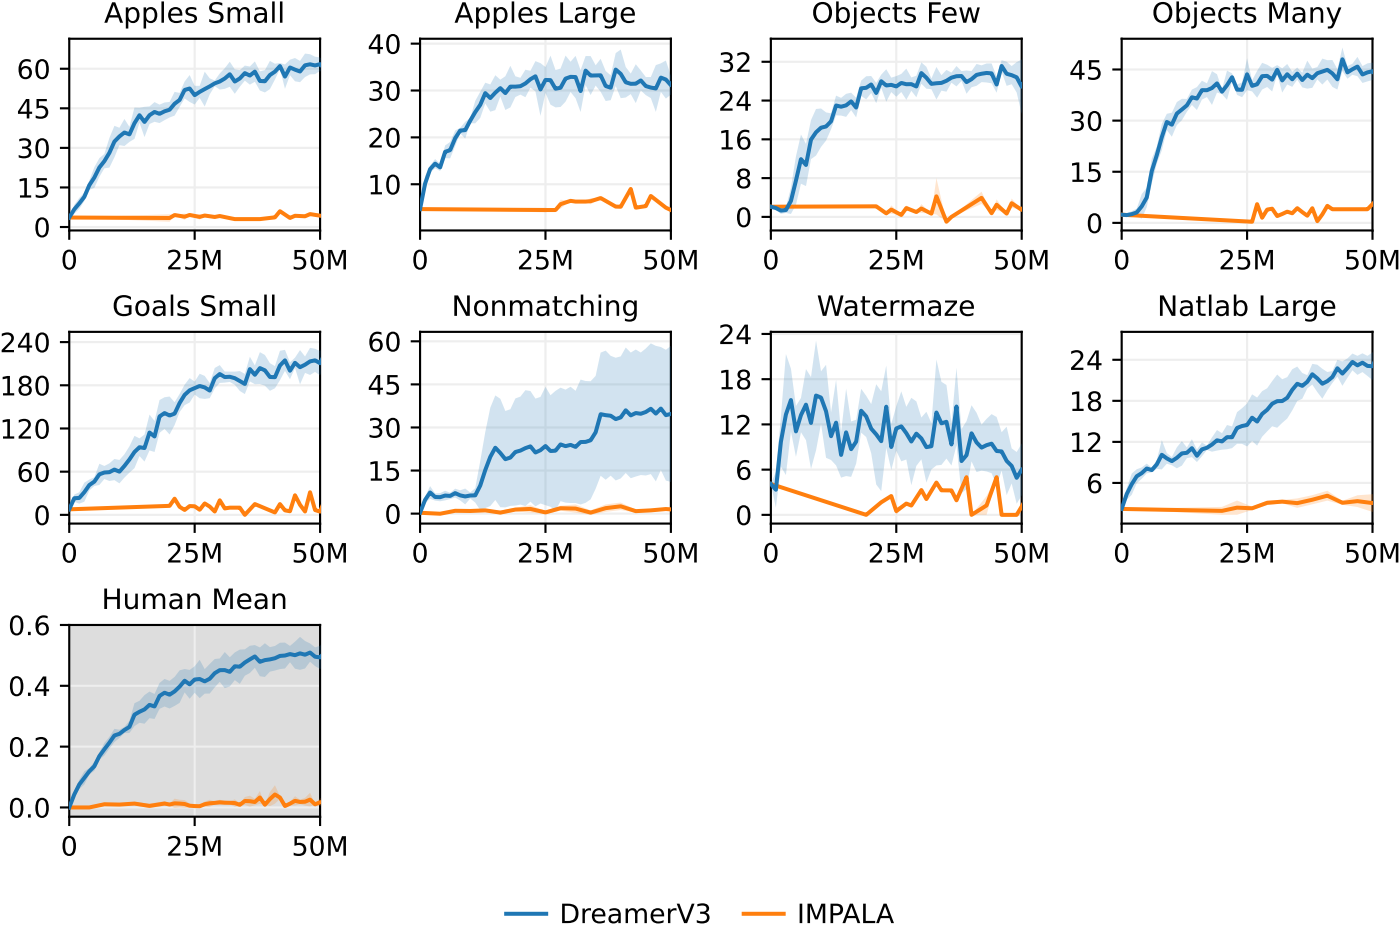 Apples Small
Apples Large
Objects Few
Objects Many
60
45
30
15
0
0
25M
50M
40
30
20
10
0
25M
50M
32
24
16
8
0
0
25M
50M
45
30
15
0
0
25M
50M
Goals Small
Nonmatching
Watermaze
Natlab Large
240
180
120
60
0
0
25M
50M
60
45
30
15
0
0
25M
50M
24
18
12
6
0
0
25M
50M
24
18
12
6
0
25M
50M
Human Mean
0.6
0.4
0.2
0.0
0
25M
50M
DreamerV3
IMPALA